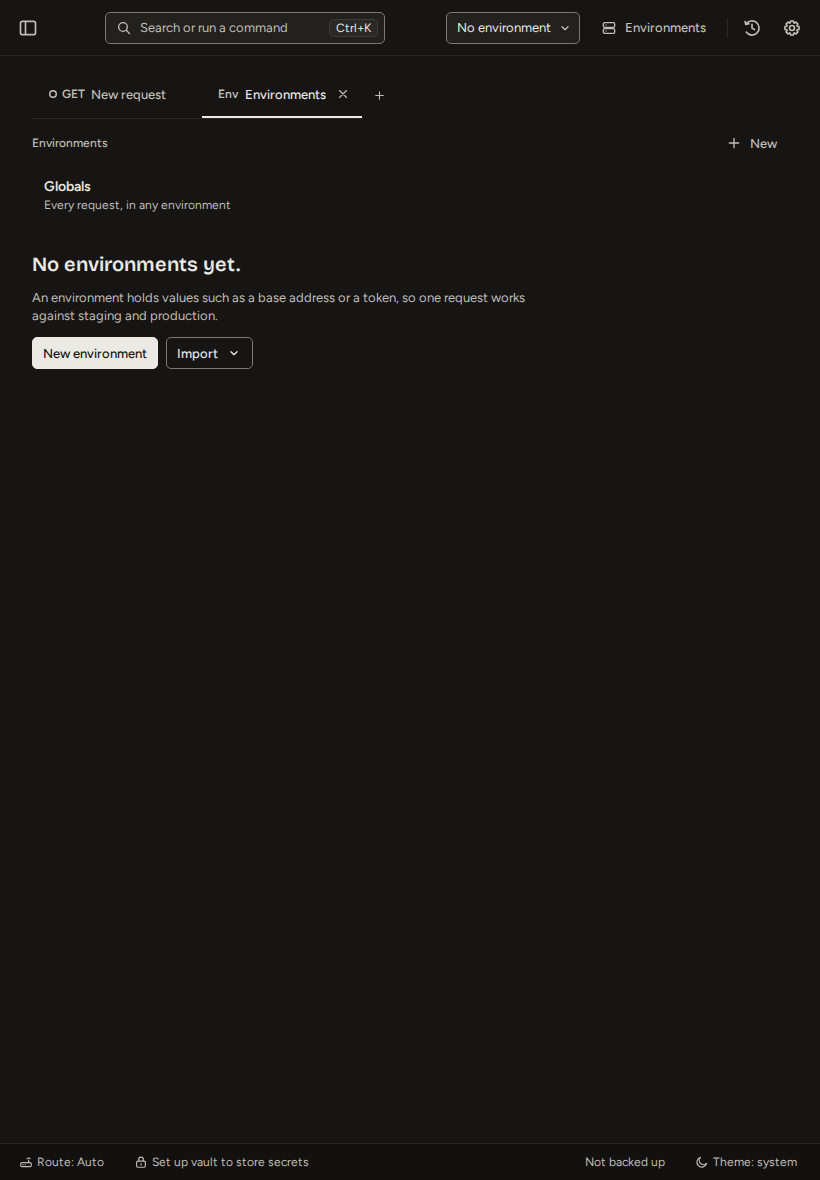 Search or run a command Ctrl+K No environment Environments
GET New request Env Environments
Environments New
Globals
Every request, in any environment
No environments yet.
An environment holds values such as a base address or a token, so one request works
against staging and production.
New environment Import
Route: Auto Set up vault to store secrets Not backed up Theme: system